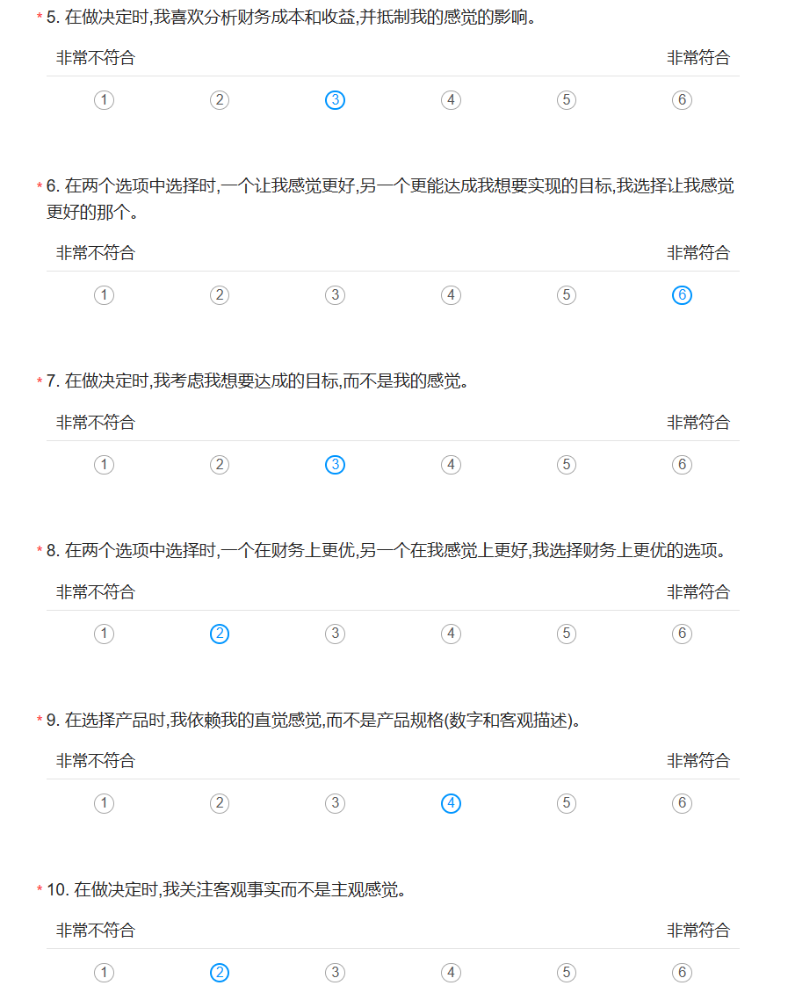 * 5. 在做决定时,我喜欢分析财务成本和收益,并抵制我的感觉的影响。
非常不符合 非常符合
1 2 3 4 5 6
* 6. 在两个选项中选择时,一个让我感觉更好,另一个更能达成我想要实现的目标,我选择让我感觉
更好的那个。
非常不符合 非常符合
1 2 3 4 5 6
* 7. 在做决定时,我考虑我想要达成的目标,而不是我的感觉。
非常不符合 非常符合
1 2 3 4 5 6
* 8. 在两个选项中选择时,一个在财务上更优,另一个在我感觉上更好,我选择财务上更优的选项。
非常不符合 非常符合
1 2 3 4 5 6
* 9. 在选择产品时,我依赖我的直觉感觉,而不是产品规格(数字和客观描述)。
非常不符合 非常符合
1 2 3 4 5 6
* 10. 在做决定时,我关注客观事实而不是主观感觉。
非常不符合 非常符合
1 2 3 4 5 6